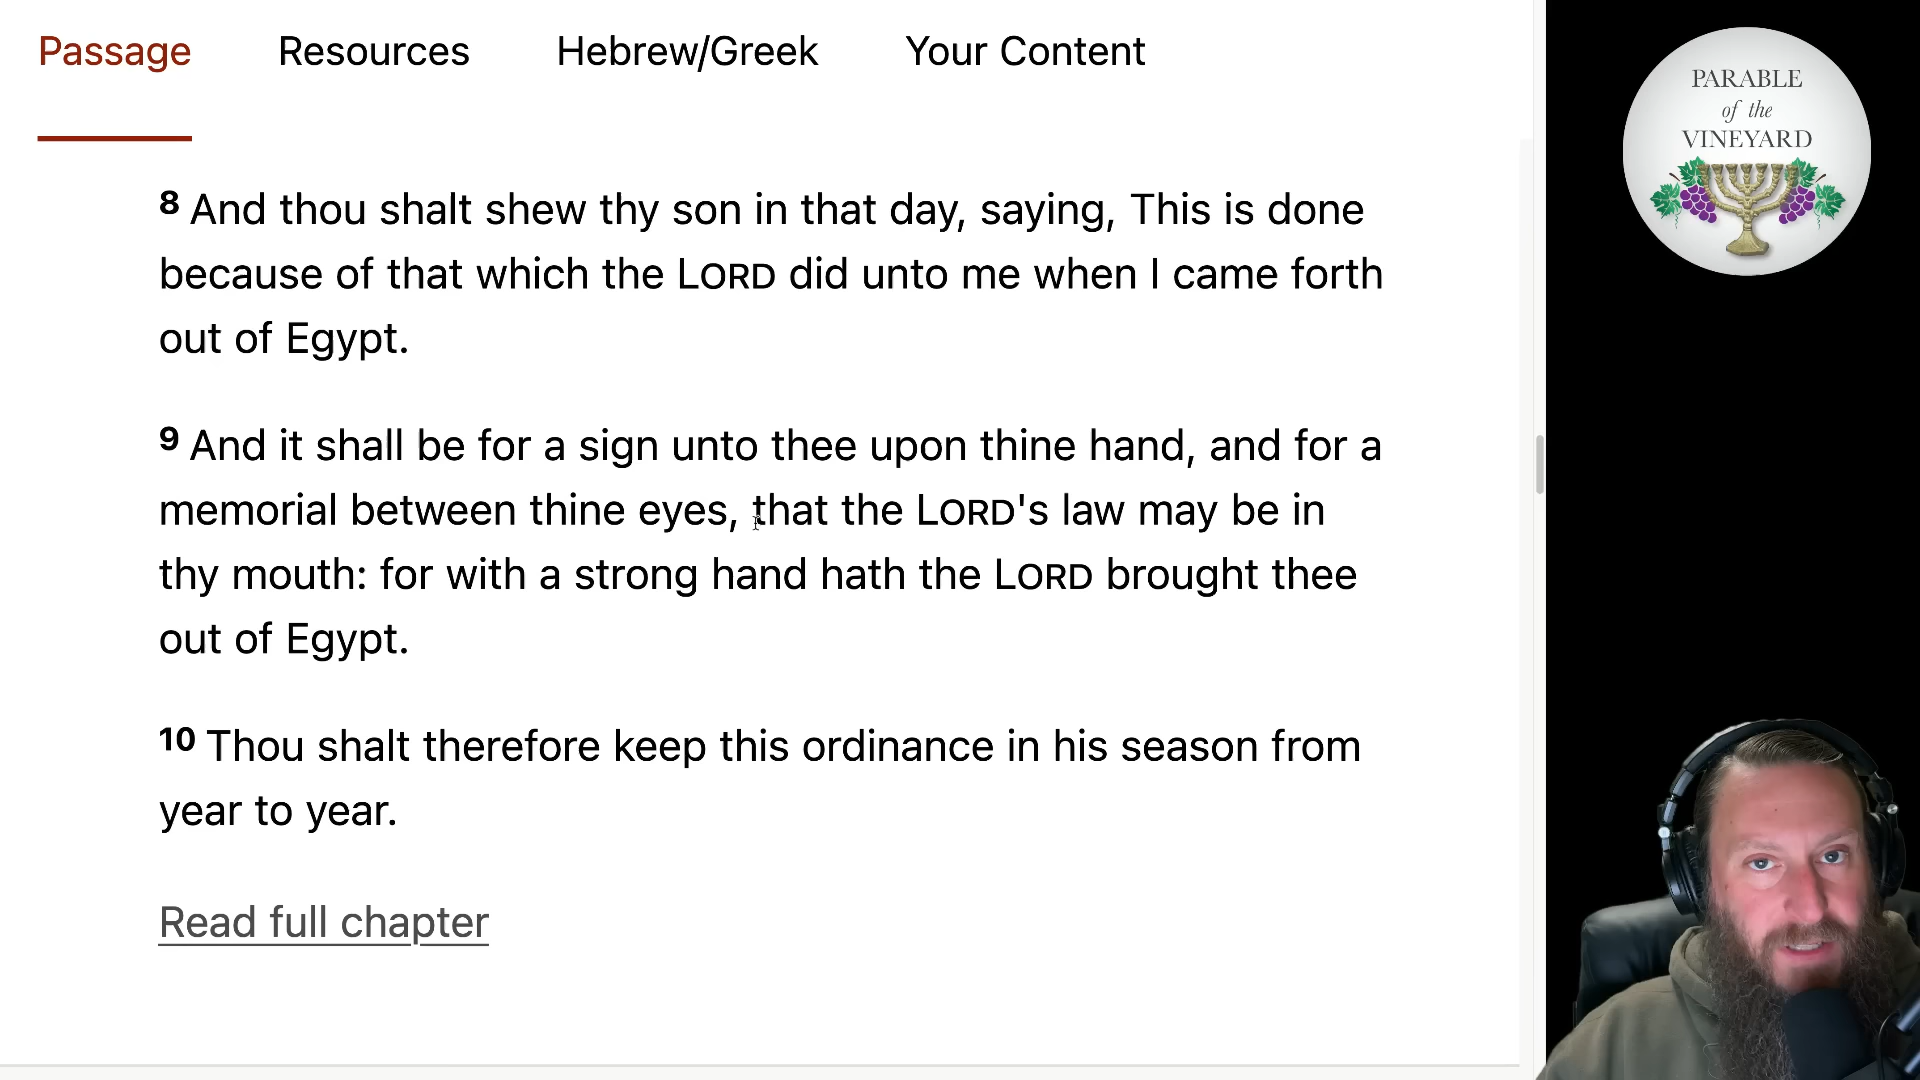 Passage Resources Hebrew/Greek Your Content
PARABLE
of the
VINEYARD
8 And thou shalt shew thy son in that day, saying, This is done
because of that which the LORD did unto me when I came forth
out of Egypt.
9 And it shall be for a sign unto thee upon thine hand, and for a
memorial between thine eyes, that the LORD's law may be in
thy mouth: for with a strong hand hath the LORD brought thee
out of Egypt.
10 Thou shalt therefore keep this ordinance in his season from
year to year.
Read full chapter